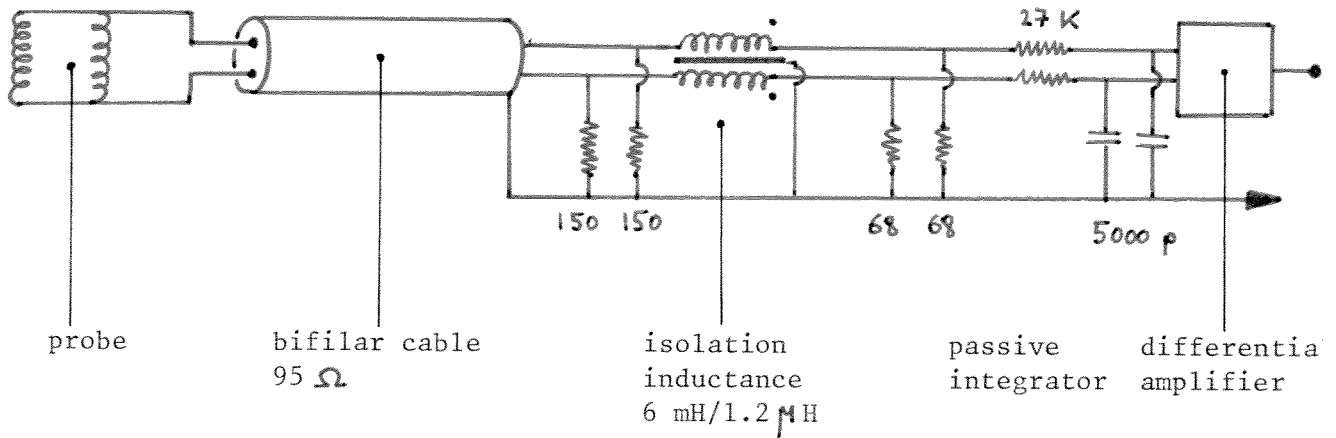 27 K
150 150
68 68
5000 p
probe
bifilar cable
95 Ω
isolation
inductance
6 mH/1.2 μH
passive
integrator
differential
amplifier